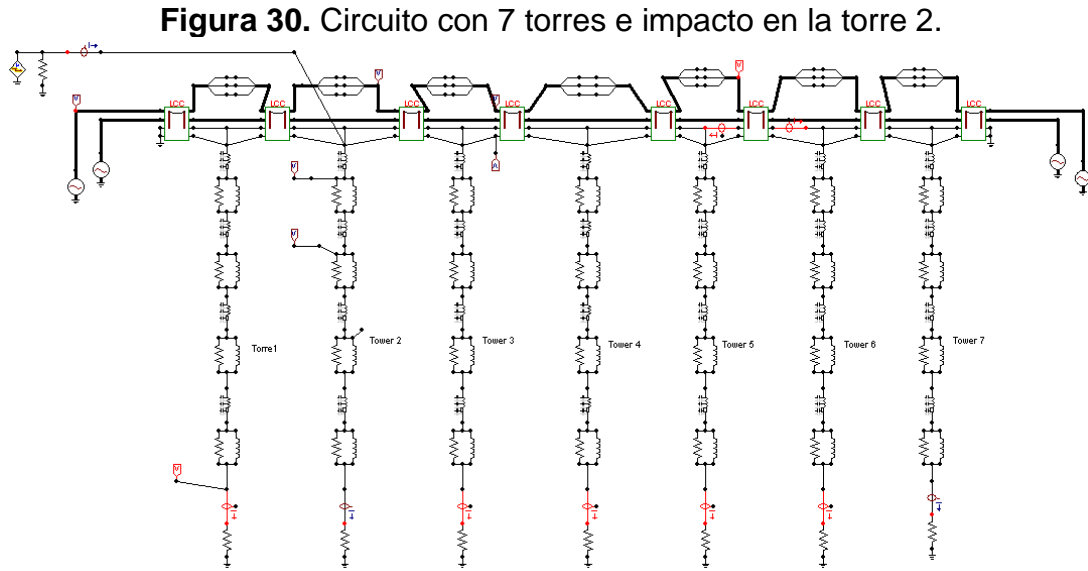 Figura 30. Circuito con 7 torres e impacto en la torre 2.
I
V V V V
LCC LCC LCC LCC LCC LCC LCC LCC
I I
A
V
V
Torre1 Tower 2 Tower 3 Tower 4 Tower 5 Tower 6 Tower 7
V
I I I I I I I